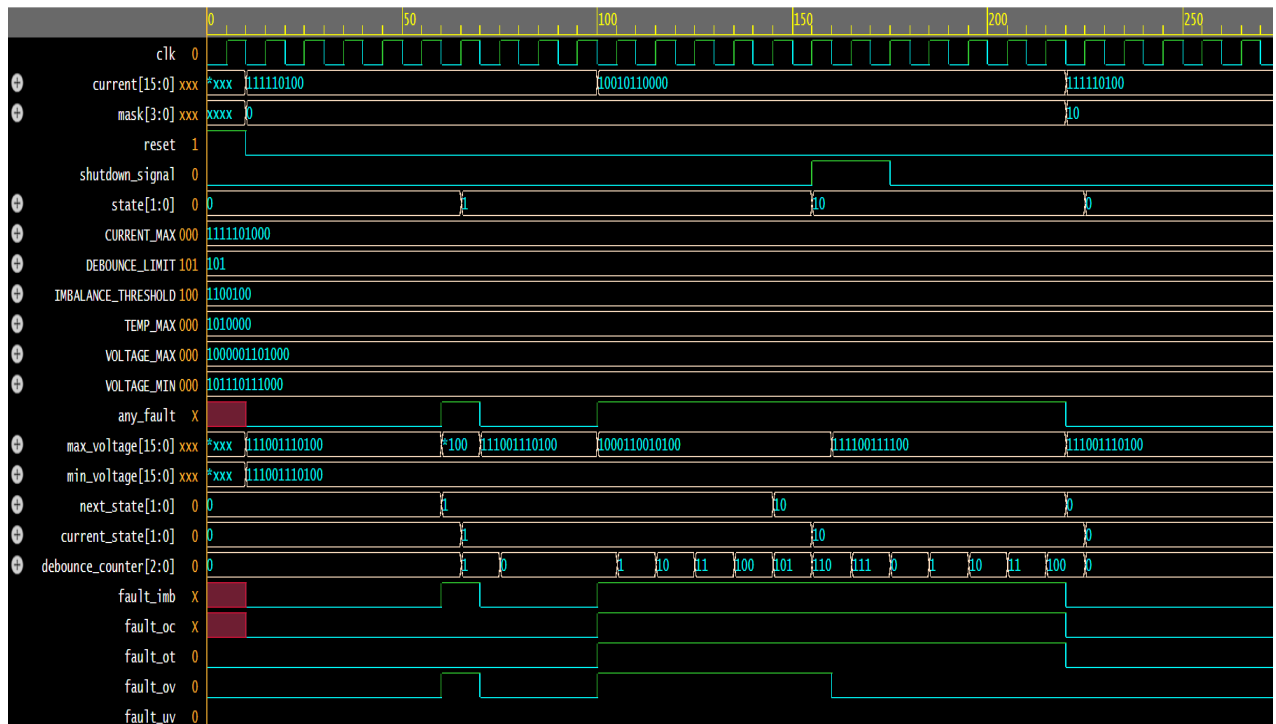 0 50 100 150 200 250
clk 0
current[15:0] xxx *xxx 111110100 10010110000 111110100
mask[3:0] xxx xxxx 0 10
reset 1
shutdown_signal 0
state[1:0] 0 0 1 10 0
CURRENT_MAX 000 1111101000
DEBOUNCE_LIMIT 101 101
IMBALANCE_THRESHOLD 100 1100100
TEMP_MAX 000 1010000
VOLTAGE_MAX 000 1000001101000
VOLTAGE_MIN 000 101110111000
any_fault X
max_voltage[15:0] xxx *xxx 111001110100 *100 111001110100 1000110010100 111100111100 111001110100
min_voltage[15:0] xxx *xxx 111001110100
next_state[1:0] 0 0 1 10 0
current_state[1:0] 0 0 1 10 0
debounce_counter[2:0] 0 0 1 0 1 10 11 100 101 110 111 0 1 10 11 100 0
fault_imb X
fault_oc X
fault_ot 0
fault_ov 0
fault_uv 0